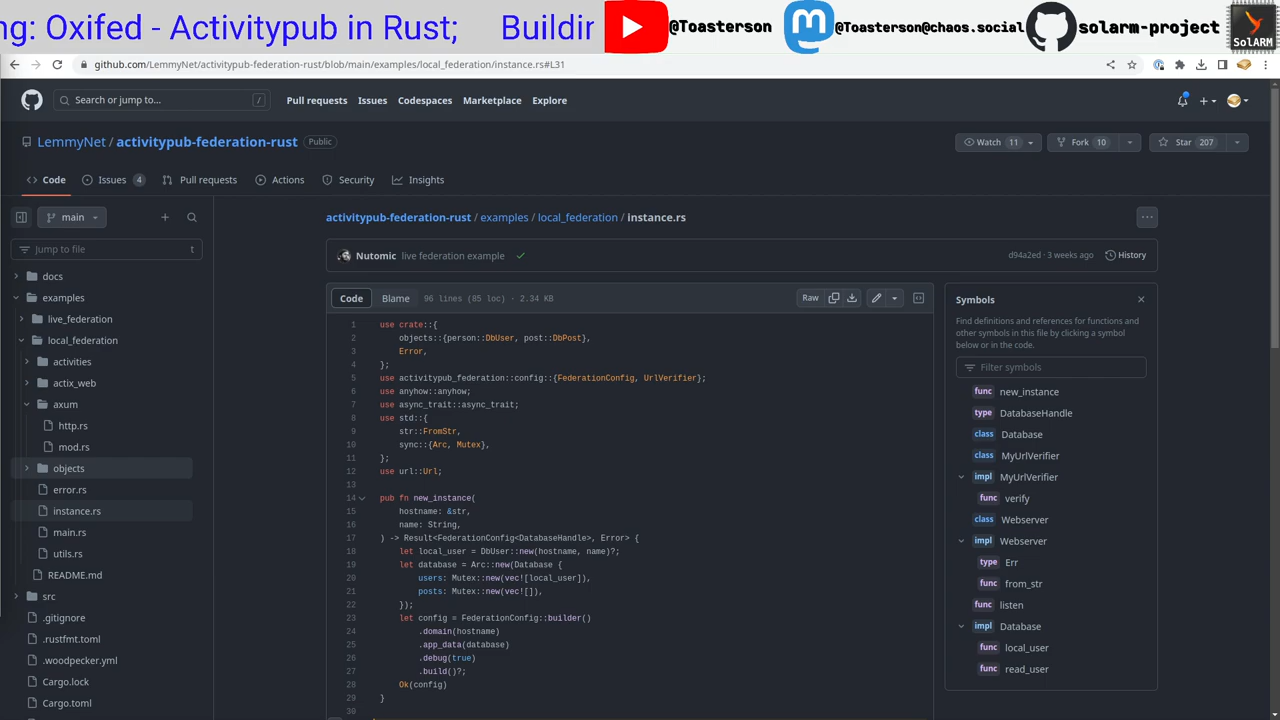 ng: Oxifed - Activitypub in Rust; Buildin
@Toasterson
@Toasterson@chaos.social
solarm-project
SolARM
github.com/LemmyNet/activitypub-federation-rust/blob/main/examples/local_federation/instance.rs#L31
Search or jump to... /
Pull requests Issues Codespaces Marketplace Explore
LemmyNet / activitypub-federation-rust Public
Watch 11 Fork 10 Star 207
Code Issues 4 Pull requests Actions Security Insights
main
Jump to file t
docs
examples
live_federation
local_federation
activities
actix_web
axum
http.rs
mod.rs
objects
error.rs
instance.rs
main.rs
utils.rs
README.md
src
.gitignore
.rustfmt.toml
.woodpecker.yml
Cargo.lock
Cargo.toml
activitypub-federation-rust / examples / local_federation / instance.rs
Nutomic live federation example d94a2ed · 3 weeks ago History
Code Blame 96 lines (85 loc) · 2.34 KB Raw
1 use crate::{
2 objects::{person::DbUser, post::DbPost},
3 Error,
4 };
5 use activitypub_federation::config::{FederationConfig, UrlVerifier};
6 use anyhow::anyhow;
7 use async_trait::async_trait;
8 use std::{
9 str::FromStr,
10 sync::{Arc, Mutex},
11 };
12 use url::Url;
13
14 pub fn new_instance(
15 hostname: &str,
16 name: String,
17 ) -> Result<FederationConfig<DatabaseHandle>, Error> {
18 let local_user = DbUser::new(hostname, name)?;
19 let database = Arc::new(Database {
20 users: Mutex::new(vec![local_user]),
21 posts: Mutex::new(vec![]),
22 });
23 let config = FederationConfig::builder()
24 .domain(hostname)
25 .app_data(database)
26 .debug(true)
27 .build()?;
28 Ok(config)
29 }
30
Symbols
Find definitions and references for functions and
other symbols in this file by clicking a symbol
below or in the code.
Filter symbols
func new_instance
type DatabaseHandle
class Database
class MyUrlVerifier
impl MyUrlVerifier
func verify
class Webserver
impl Webserver
type Err
func from_str
func listen
impl Database
func local_user
func read_user